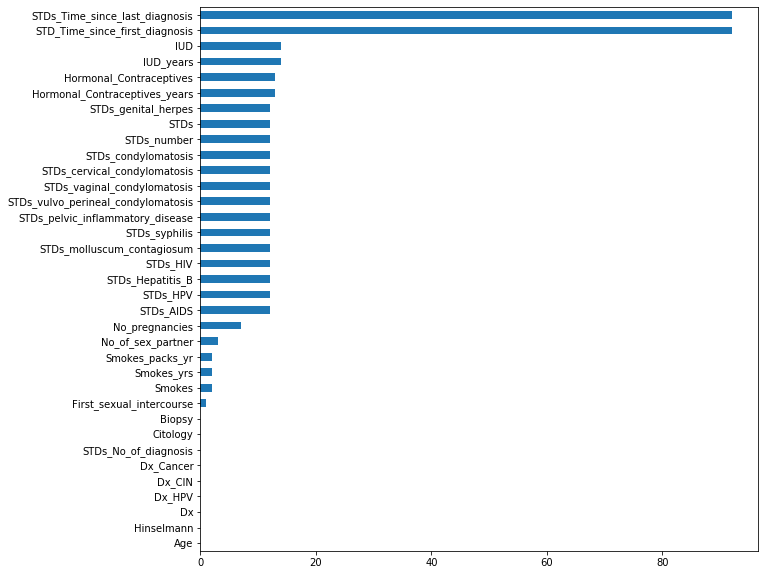 STDs_Time_since_last_diagnosis
STD_Time_since_first_diagnosis
IUD
IUD_years
Hormonal_Contraceptives
Hormonal_Contraceptives_years
STDs_genital_herpes
STDs
STDs_number
STDs_condylomatosis
STDs_cervical_condylomatosis
STDs_vaginal_condylomatosis
STDs_vulvo_perineal_condylomatosis
STDs_pelvic_inflammatory_disease
STDs_syphilis
STDs_molluscum_contagiosum
STDs_HIV
STDs_Hepatitis_B
STDs_HPV
STDs_AIDS
No_pregnancies
No_of_sex_partner
Smokes_packs_yr
Smokes_yrs
Smokes
First_sexual_intercourse
Biopsy
Citology
STDs_No_of_diagnosis
Dx_Cancer
Dx_CIN
Dx_HPV
Dx
Hinselmann
Age
0 20 40 60 80